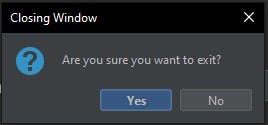 Closing Window
Are you sure you want to exit?
Yes
No